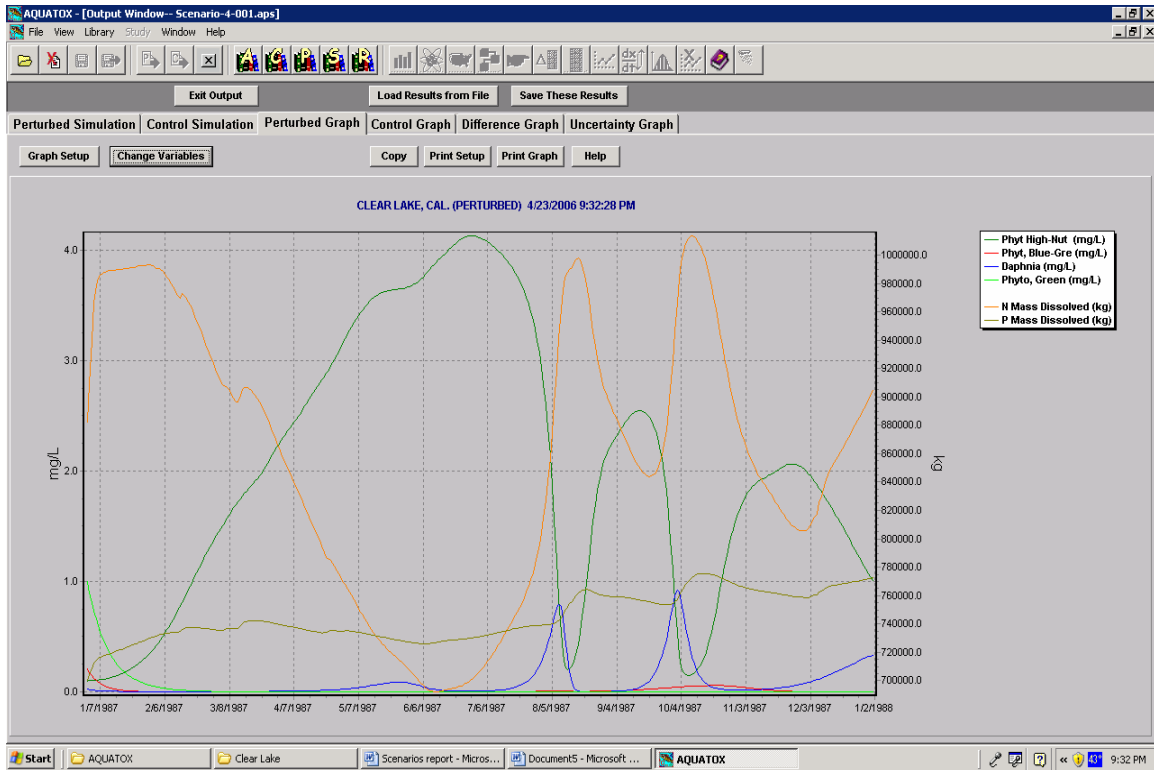 AQUATOX - [Output Window-- Scenario-4-001.aps]
File View Library Study Window Help
A C P S R
Exit Output Load Results from File Save These Results
Perturbed Simulation Control Simulation Perturbed Graph Control Graph Difference Graph Uncertainty Graph
Graph Setup Change Variables Copy Print Setup Print Graph Help
CLEAR LAKE, CAL. (PERTURBED) 4/23/2006 9:32:28 PM
Phyt High-Nut (mg/L)
Phyt, Blue-Gre (mg/L)
Daphnia (mg/L)
Phyto, Green (mg/L)
N Mass Dissolved (kg)
P Mass Dissolved (kg)
4.0
3.0
2.0
1.0
0.0
mg/L
1000000.0
980000.0
960000.0
940000.0
920000.0
900000.0
880000.0
860000.0
840000.0
820000.0
800000.0
780000.0
760000.0
740000.0
720000.0
700000.0
kg
1/7/1987 2/6/1987 3/8/1987 4/7/1987 5/7/1987 6/6/1987 7/6/1987 8/5/1987 9/4/1987 10/4/1987 11/3/1987 12/3/1987 1/2/1988
Start AQUATOX Clear Lake Scenarios report - Micros... Document5 - Microsoft ... AQUATOX 43° 9:32 PM